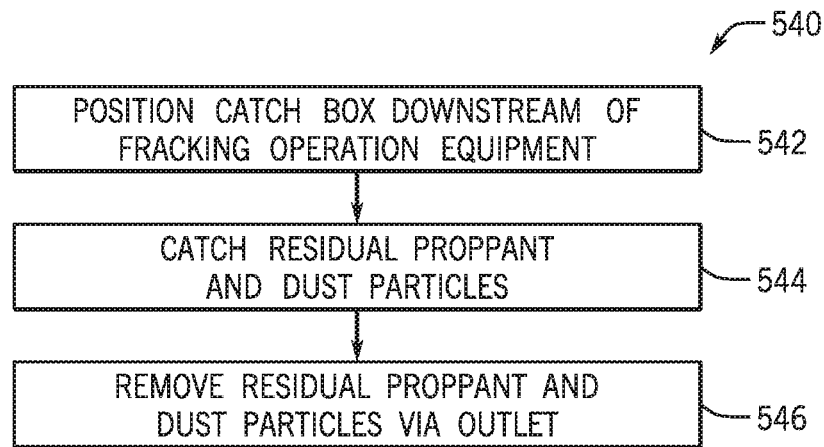 540
POSITION CATCH BOX DOWNSTREAM OF
FRACKING OPERATION EQUIPMENT
542
CATCH RESIDUAL PROPPANT
AND DUST PARTICLES
544
REMOVE RESIDUAL PROPPANT AND
DUST PARTICLES VIA OUTLET
546